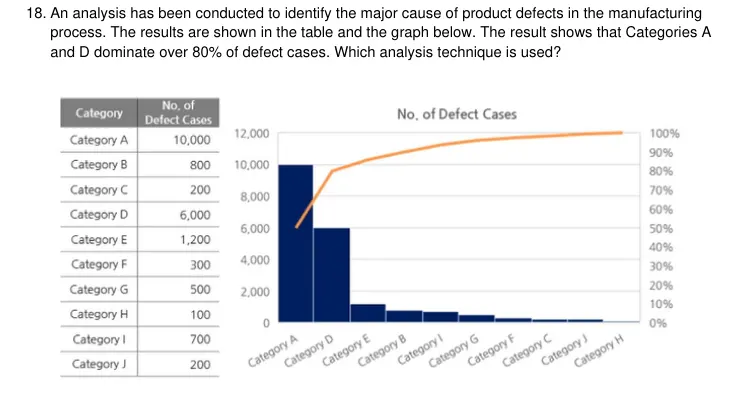 18. An analysis has been conducted to identify the major cause of product defects in the manufacturing
process. The results are shown in the table and the graph below. The result shows that Categories A
and D dominate over 80% of defect cases. Which analysis technique is used?
Category No. of Defect Cases
Category A 10,000
Category B 800
Category C 200
Category D 6,000
Category E 1,200
Category F 300
Category G 500
Category H 100
Category I 700
Category J 200
No. of Defect Cases
12,000
10,000
8,000
6,000
4,000
2,000
0
100%
90%
80%
70%
60%
50%
40%
30%
20%
10%
0%
Category A
Category D
Category E
Category B
Category I
Category G
Category F
Category C
Category J
Category H